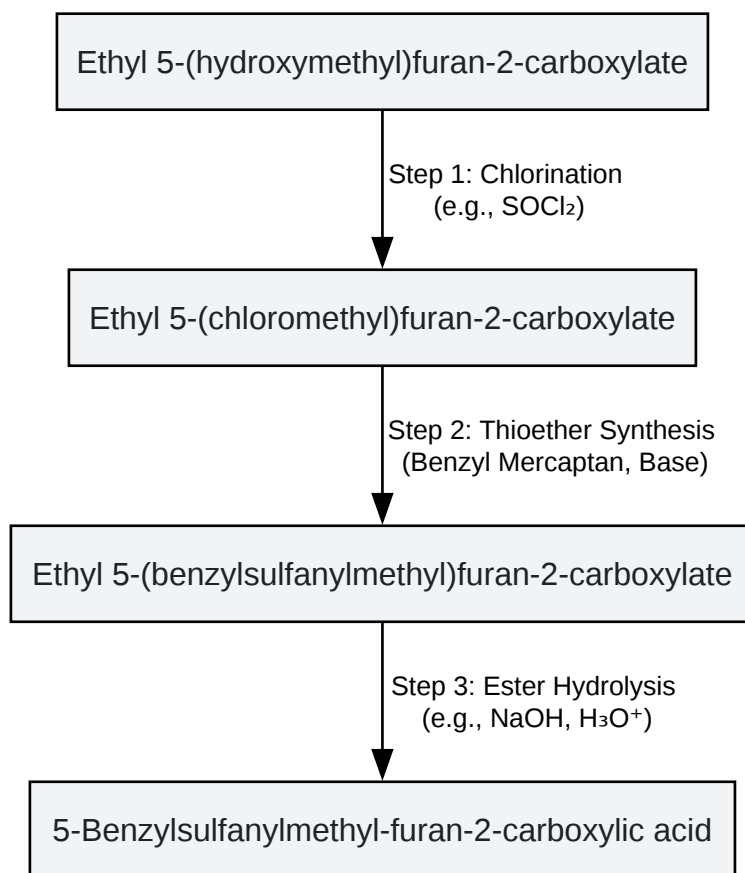 Ethyl 5-(hydroxymethyl)furan-2-carboxylate
Step 1: Chlorination
(e.g., SOCl₂)
Ethyl 5-(chloromethyl)furan-2-carboxylate
Step 2: Thioether Synthesis
(Benzyl Mercaptan, Base)
Ethyl 5-(benzylsulfanylmethyl)furan-2-carboxylate
Step 3: Ester Hydrolysis
(e.g., NaOH, H₃O⁺)
5-Benzylsulfanylmethyl-furan-2-carboxylic acid